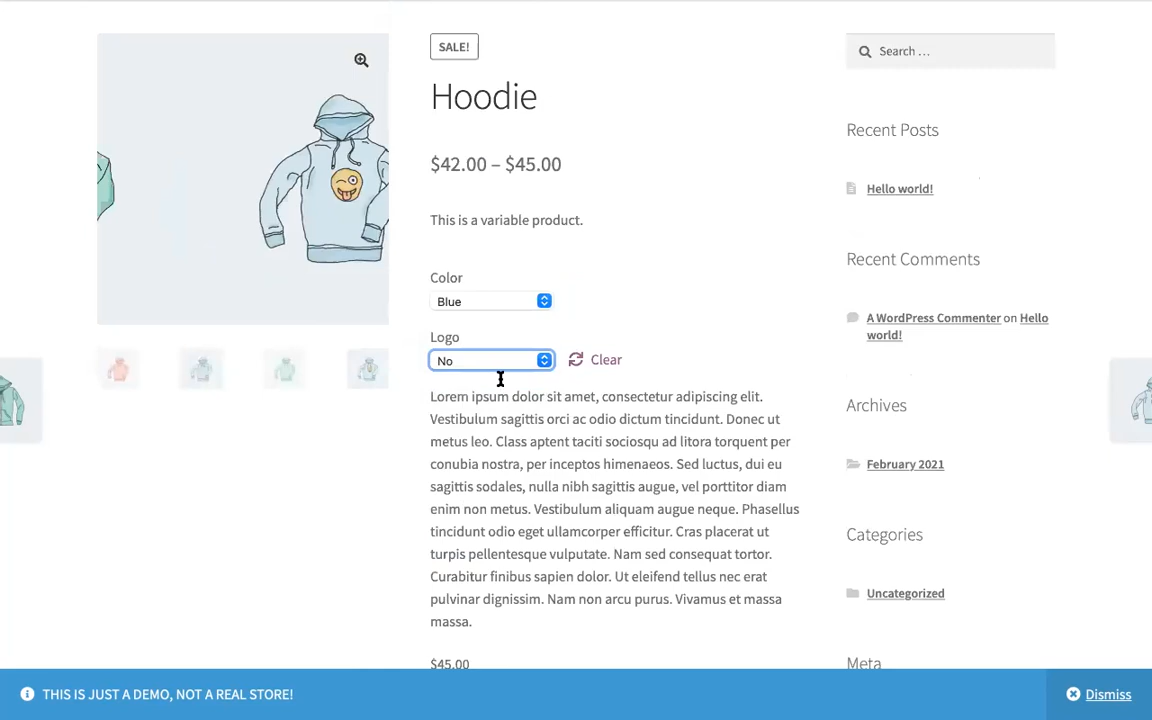 SALE!
Hoodie
$42.00 – $45.00
This is a variable product.
Color
Blue
Logo
No
Clear
Lorem ipsum dolor sit amet, consectetur adipiscing elit.
Vestibulum sagittis orci ac odio dictum tincidunt. Donec ut
metus leo. Class aptent taciti sociosqu ad litora torquent per
conubia nostra, per inceptos himenaeos. Sed luctus, dui eu
sagittis sodales, nulla nibh sagittis augue, vel porttitor diam
enim non metus. Vestibulum aliquam augue neque. Phasellus
tincidunt odio eget ullamcorper efficitur. Cras placerat ut
turpis pellentesque vulputate. Nam sed consequat tortor.
Curabitur finibus sapien dolor. Ut eleifend tellus nec erat
pulvinar dignissim. Nam non arcu purus. Vivamus et massa
massa.
$45.00
Search …
Recent Posts
Hello world!
Recent Comments
A WordPress Commenter on Hello
world!
Archives
February 2021
Categories
Uncategorized
Meta
THIS IS JUST A DEMO, NOT A REAL STORE!
Dismiss